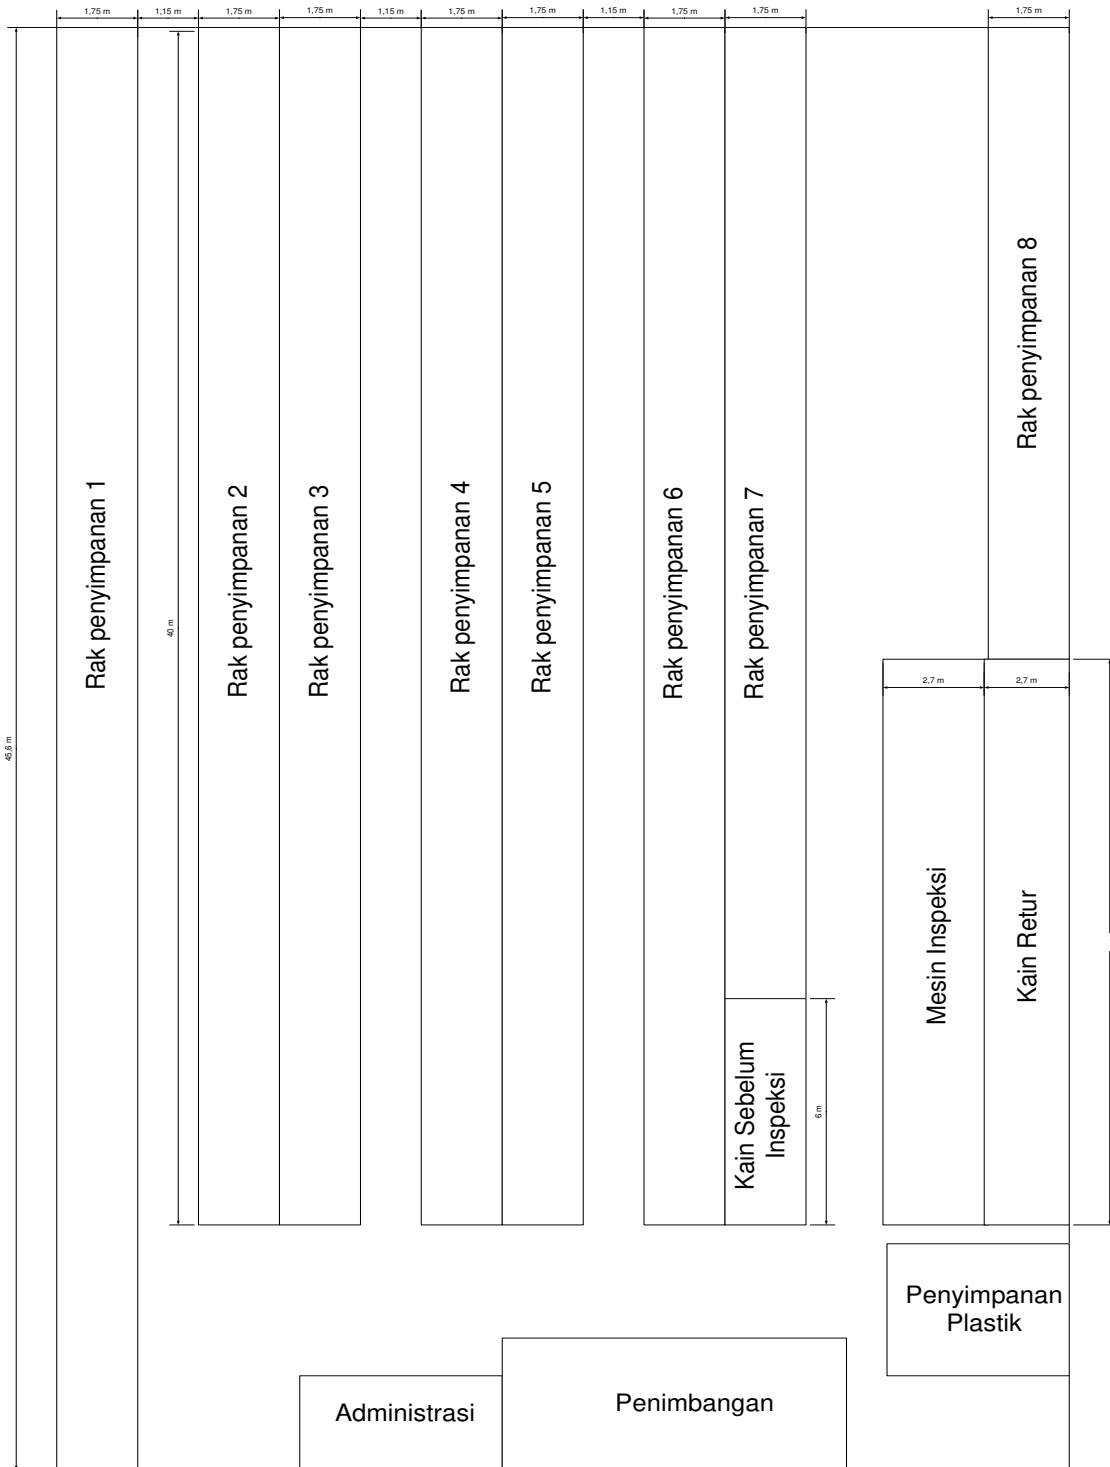 1,75 m
1,15 m
1,75 m
1,75 m
1,15 m
1,75 m
1,75 m
1,15 m
1,75 m
1,75 m
1,75 m
Rak penyimpanan 1
Rak penyimpanan 2
Rak penyimpanan 3
Rak penyimpanan 4
Rak penyimpanan 5
Rak penyimpanan 6
Rak penyimpanan 7
Rak penyimpanan 8
40 m
45,6 m
2,7 m
2,7 m
Mesin Inspeksi
Kain Retur
Kain Sebelum
Inspeksi
6 m
Penyimpanan
Plastik
Administrasi
Penimbangan